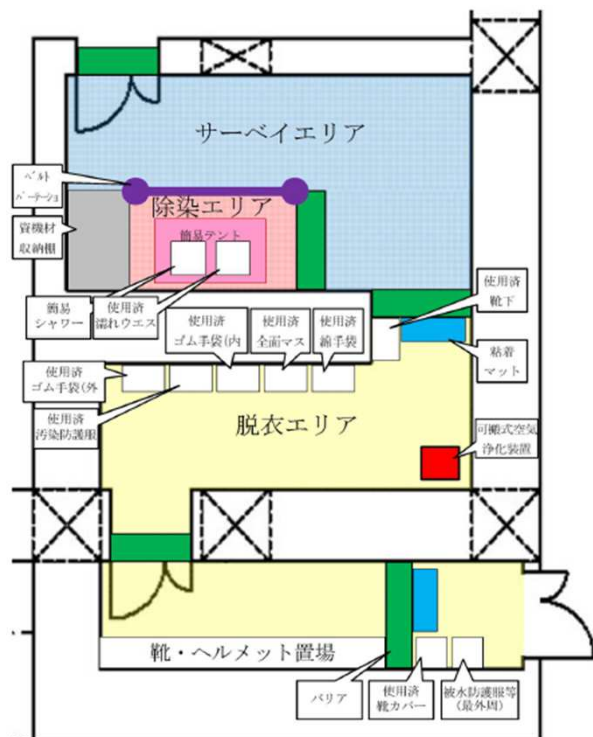 サーベイエリア
ベルト
パーテーショ
除染エリア
資機材
収納棚
簡易テント
簡易
シャワー
使用済
濡れウエス
使用済
靴下
使用済
ゴム手袋(内
使用済
全面マス
使用済
綿手袋
粘着
マット
使用済
ゴム手袋(外
使用済
汚染防護服
脱衣エリア
可搬式空気
浄化装置
靴・ヘルメット置場
バリア
使用済
靴カバー
被水防護服等
(最外周)